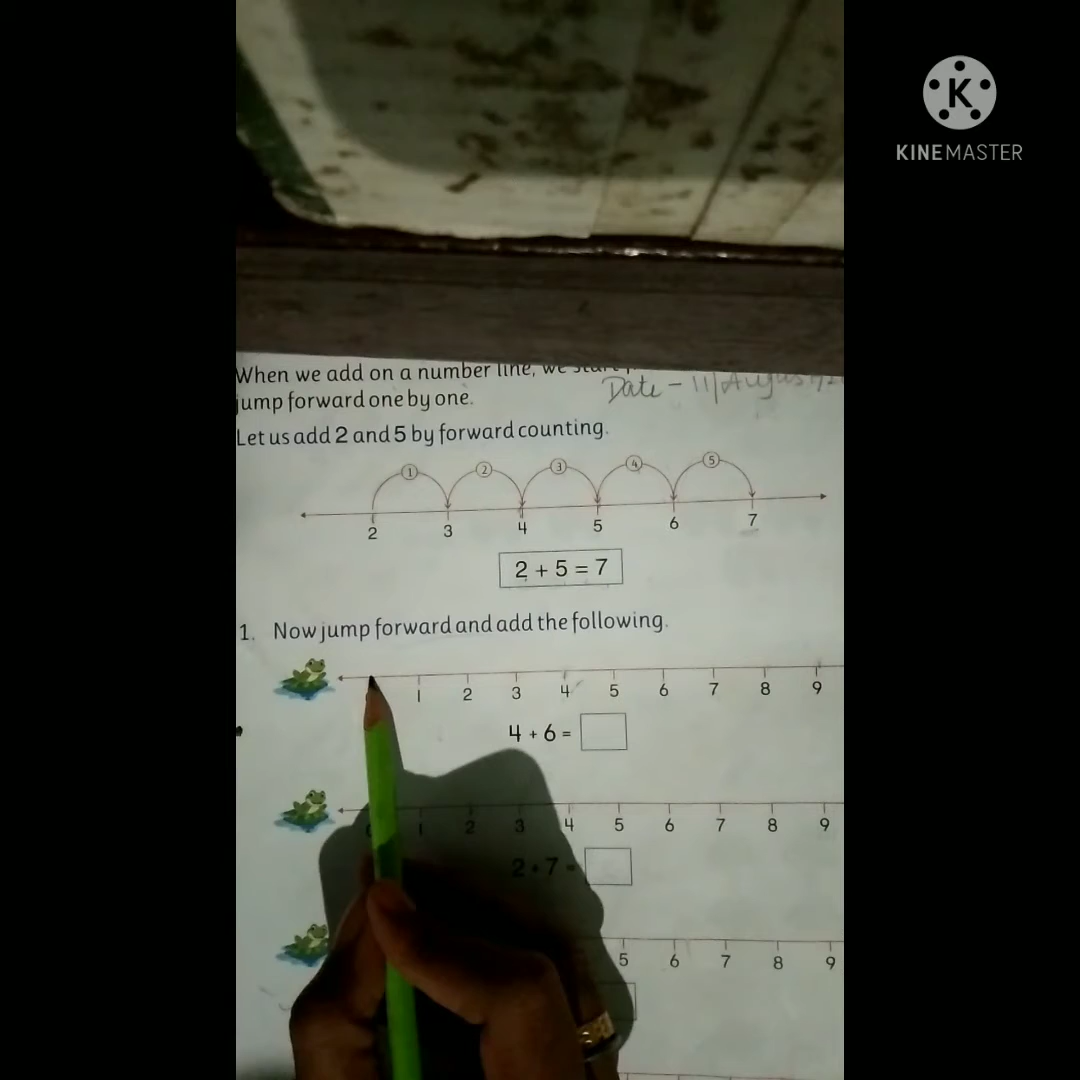 KINEMASTER
When we add on a number line, we start
jump forward one by one.
Date - 11/August/2
Let us add 2 and 5 by forward counting.
1 2 3 4 5
2 3 4 5 6 7
2 + 5 = 7
1. Now jump forward and add the following.
1 2 3 4 5 6 7 8 9
4 + 6 =
1 2 3 4 5 6 7 8 9
2 + 7 =
5 6 7 8 9